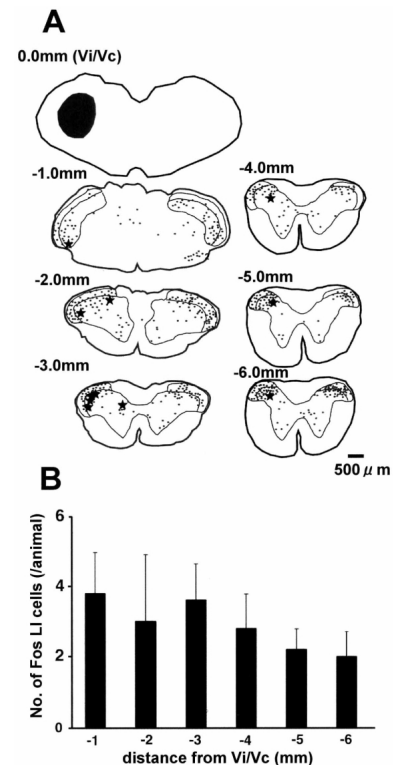 A
0.0mm (Vi/Vc)
-1.0mm
-2.0mm
-3.0mm
-4.0mm
-5.0mm
-6.0mm
500 μ m
B
No. of Fos LI cells (/animal)
6
4
2
0
-1 -2 -3 -4 -5 -6
distance from Vi/Vc (mm)